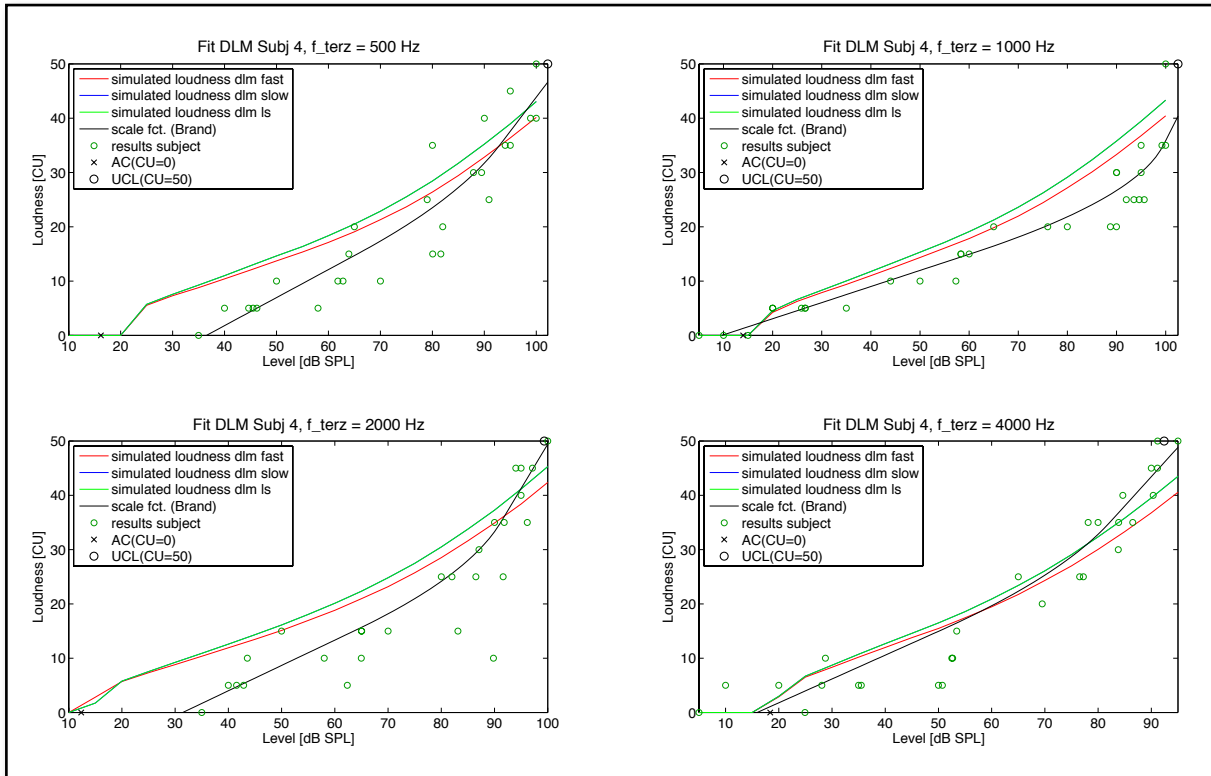 Fit DLM Subj 4, f_terz = 500 Hz
50
40
30
20
10
0
Loudness [CU]
simulated loudness dlm fast
simulated loudness dlm slow
simulated loudness dlm ls
scale fct. (Brand)
results subject
AC(CU=0)
UCL(CU=50)
10 20 30 40 50 60 70 80 90 100
Level [dB SPL]
Fit DLM Subj 4, f_terz = 1000 Hz
50
40
30
20
10
0
Loudness [CU]
simulated loudness dlm fast
simulated loudness dlm slow
simulated loudness dlm ls
scale fct. (Brand)
results subject
AC(CU=0)
UCL(CU=50)
10 20 30 40 50 60 70 80 90 100
Level [dB SPL]
Fit DLM Subj 4, f_terz = 2000 Hz
50
40
30
20
10
0
Loudness [CU]
simulated loudness dlm fast
simulated loudness dlm slow
simulated loudness dlm ls
scale fct. (Brand)
results subject
AC(CU=0)
UCL(CU=50)
10 20 30 40 50 60 70 80 90 100
Level [dB SPL]
Fit DLM Subj 4, f_terz = 4000 Hz
50
40
30
20
10
0
Loudness [CU]
simulated loudness dlm fast
simulated loudness dlm slow
simulated loudness dlm ls
scale fct. (Brand)
results subject
AC(CU=0)
UCL(CU=50)
10 20 30 40 50 60 70 80 90
Level [dB SPL]